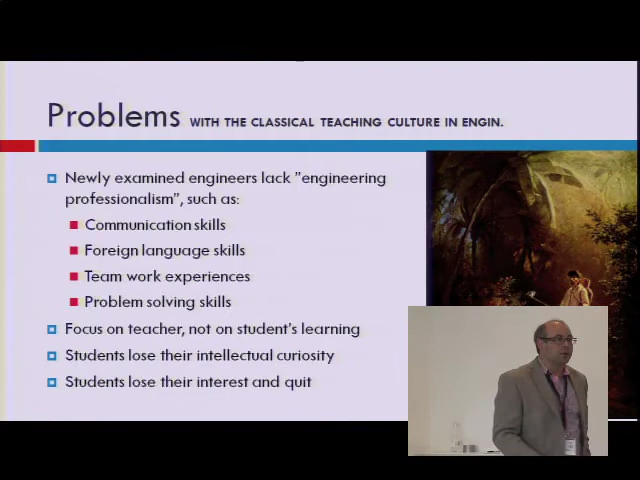 Problems WITH THE CLASSICAL TEACHING CULTURE IN ENGIN.
Newly examined engineers lack "engineering
professionalism", such as:
Communication skills
Foreign language skills
Team work experiences
Problem solving skills
Focus on teacher, not on student's learning
Students lose their intellectual curiosity
Students lose their interest and quit